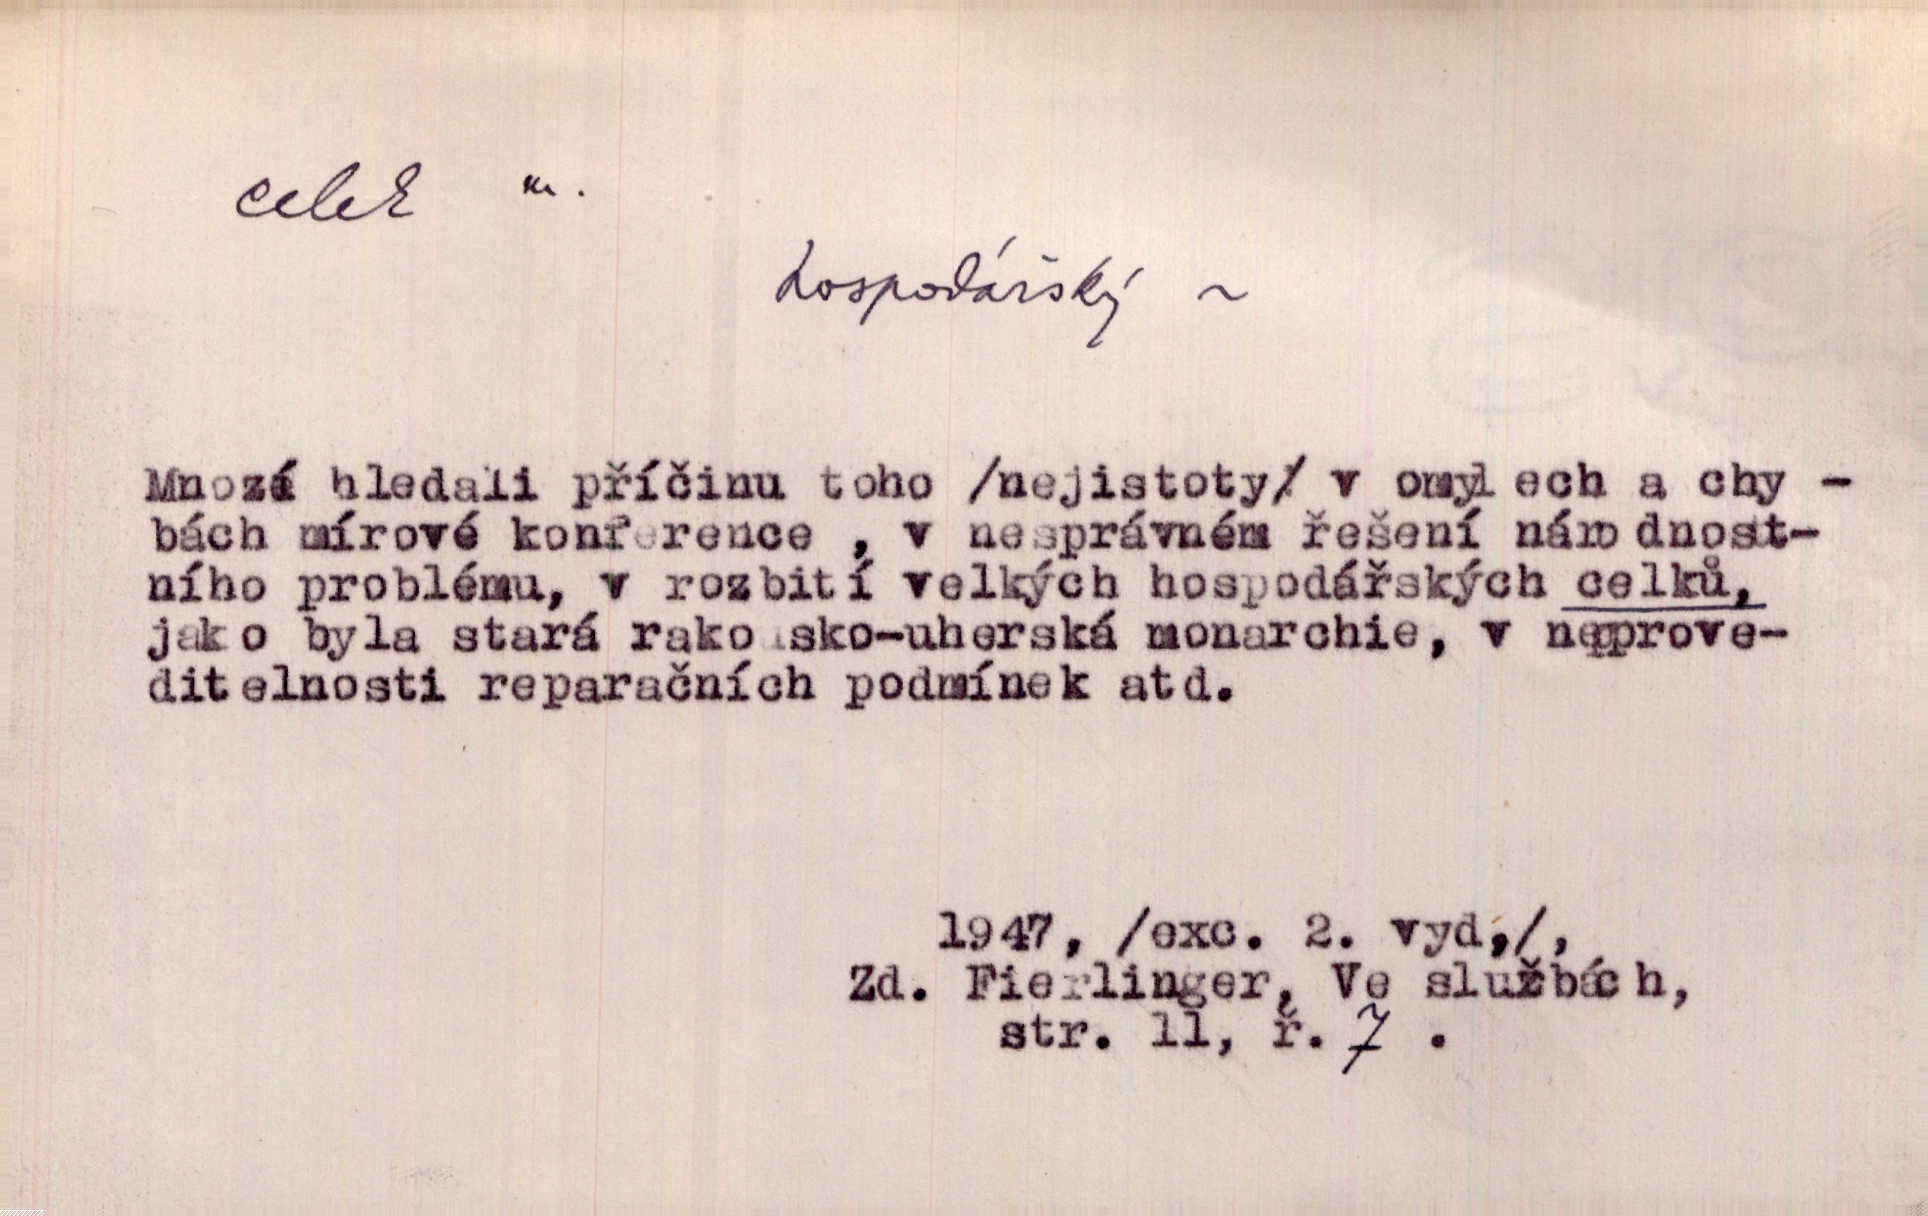 celek m.
hospodářský ~
Mnozí hledali příčinu toho /nejistoty/ v omylech a chy-
bách mírové konference, v nesprávném řešení národnost-
ního problému, v rozbití velkých hospodářských celků,
jako byla stará rakousko-uherská monarchie, v neprove-
ditelnosti reparačních podmínek atd.
1947, /exc. 2. vyd./,
Zd. Fierlinger, Ve službách,
str. 11, ř. 7.